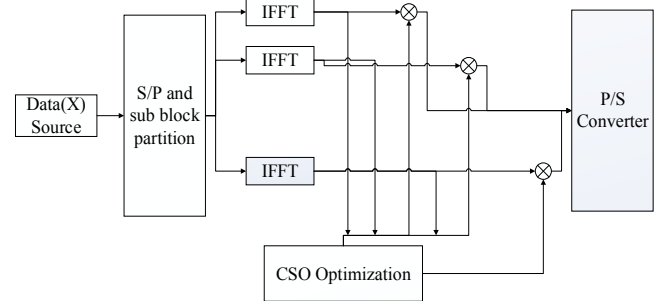 IFFT
IFFT
S/P and
sub block
partition
Data(X)
Source
P/S
Converter
IFFT
CSO Optimization